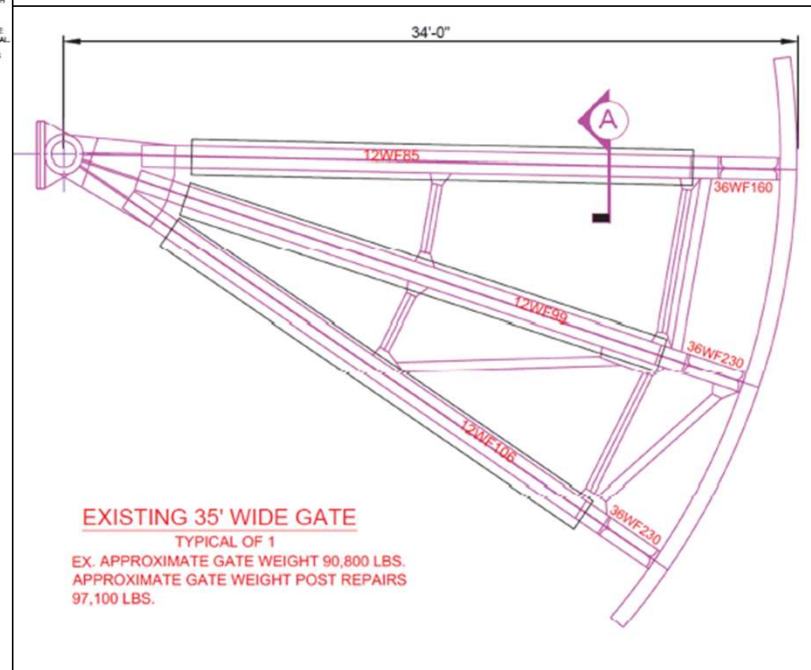 34'-0"
A
12WF85
36WF160
12WF99
36WF230
12WF106
36WF230
EXISTING 35' WIDE GATE
TYPICAL OF 1
EX. APPROXIMATE GATE WEIGHT 90,800 LBS.
APPROXIMATE GATE WEIGHT POST REPAIRS
97,100 LBS.